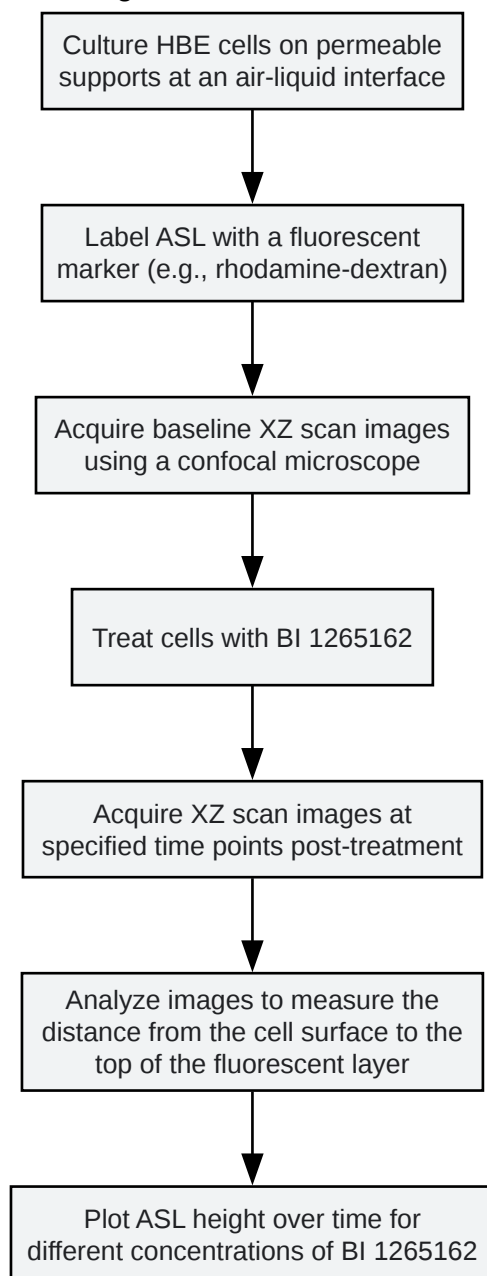 Culture HBE cells on permeable
supports at an air-liquid interface
Label ASL with a fluorescent
marker (e.g., rhodamine-dextran)
Acquire baseline XZ scan images
using a confocal microscope
Treat cells with BI 1265162
Acquire XZ scan images at
specified time points post-treatment
Analyze images to measure the
distance from the cell surface to the
top of the fluorescent layer
Plot ASL height over time for
different concentrations of BI 1265162